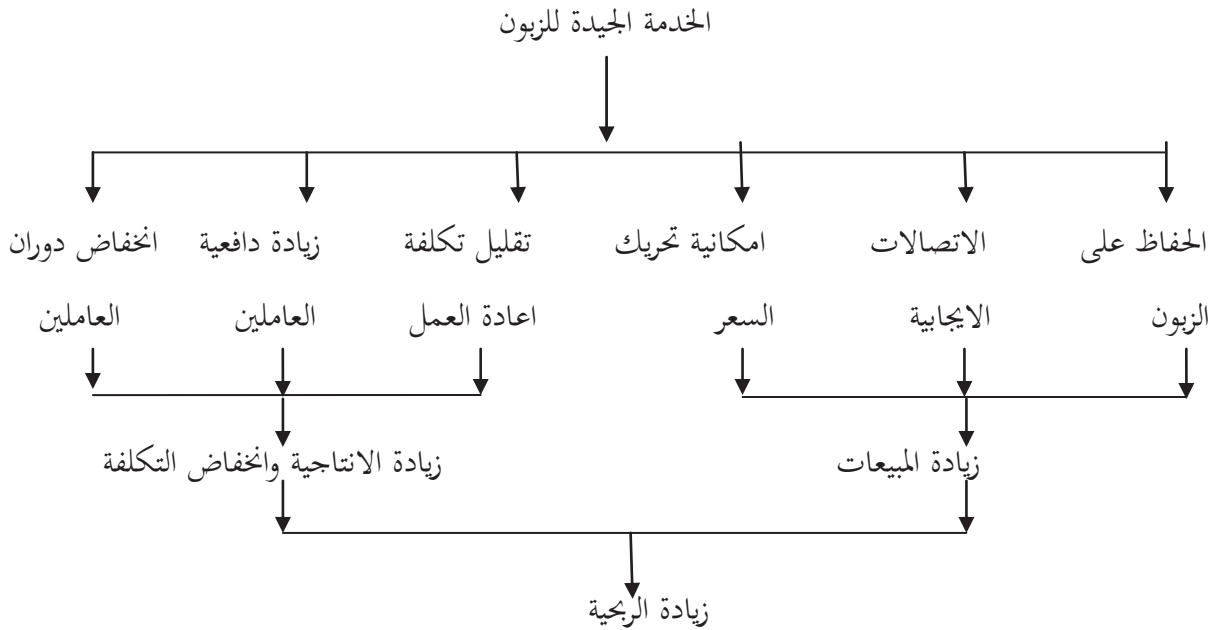 الخدمة الجيدة للزبون
الحفاظ على
الزبون
الاتصالات
الايجابية
امكانية تحريك
السعر
تقليل تكلفة
اعادة العمل
زيادة دافعية
العاملين
انخفاض دوران
العاملين
زيادة المبيعات
زيادة الانتاجية وانخفاض التكلفة
زيادة الربحية